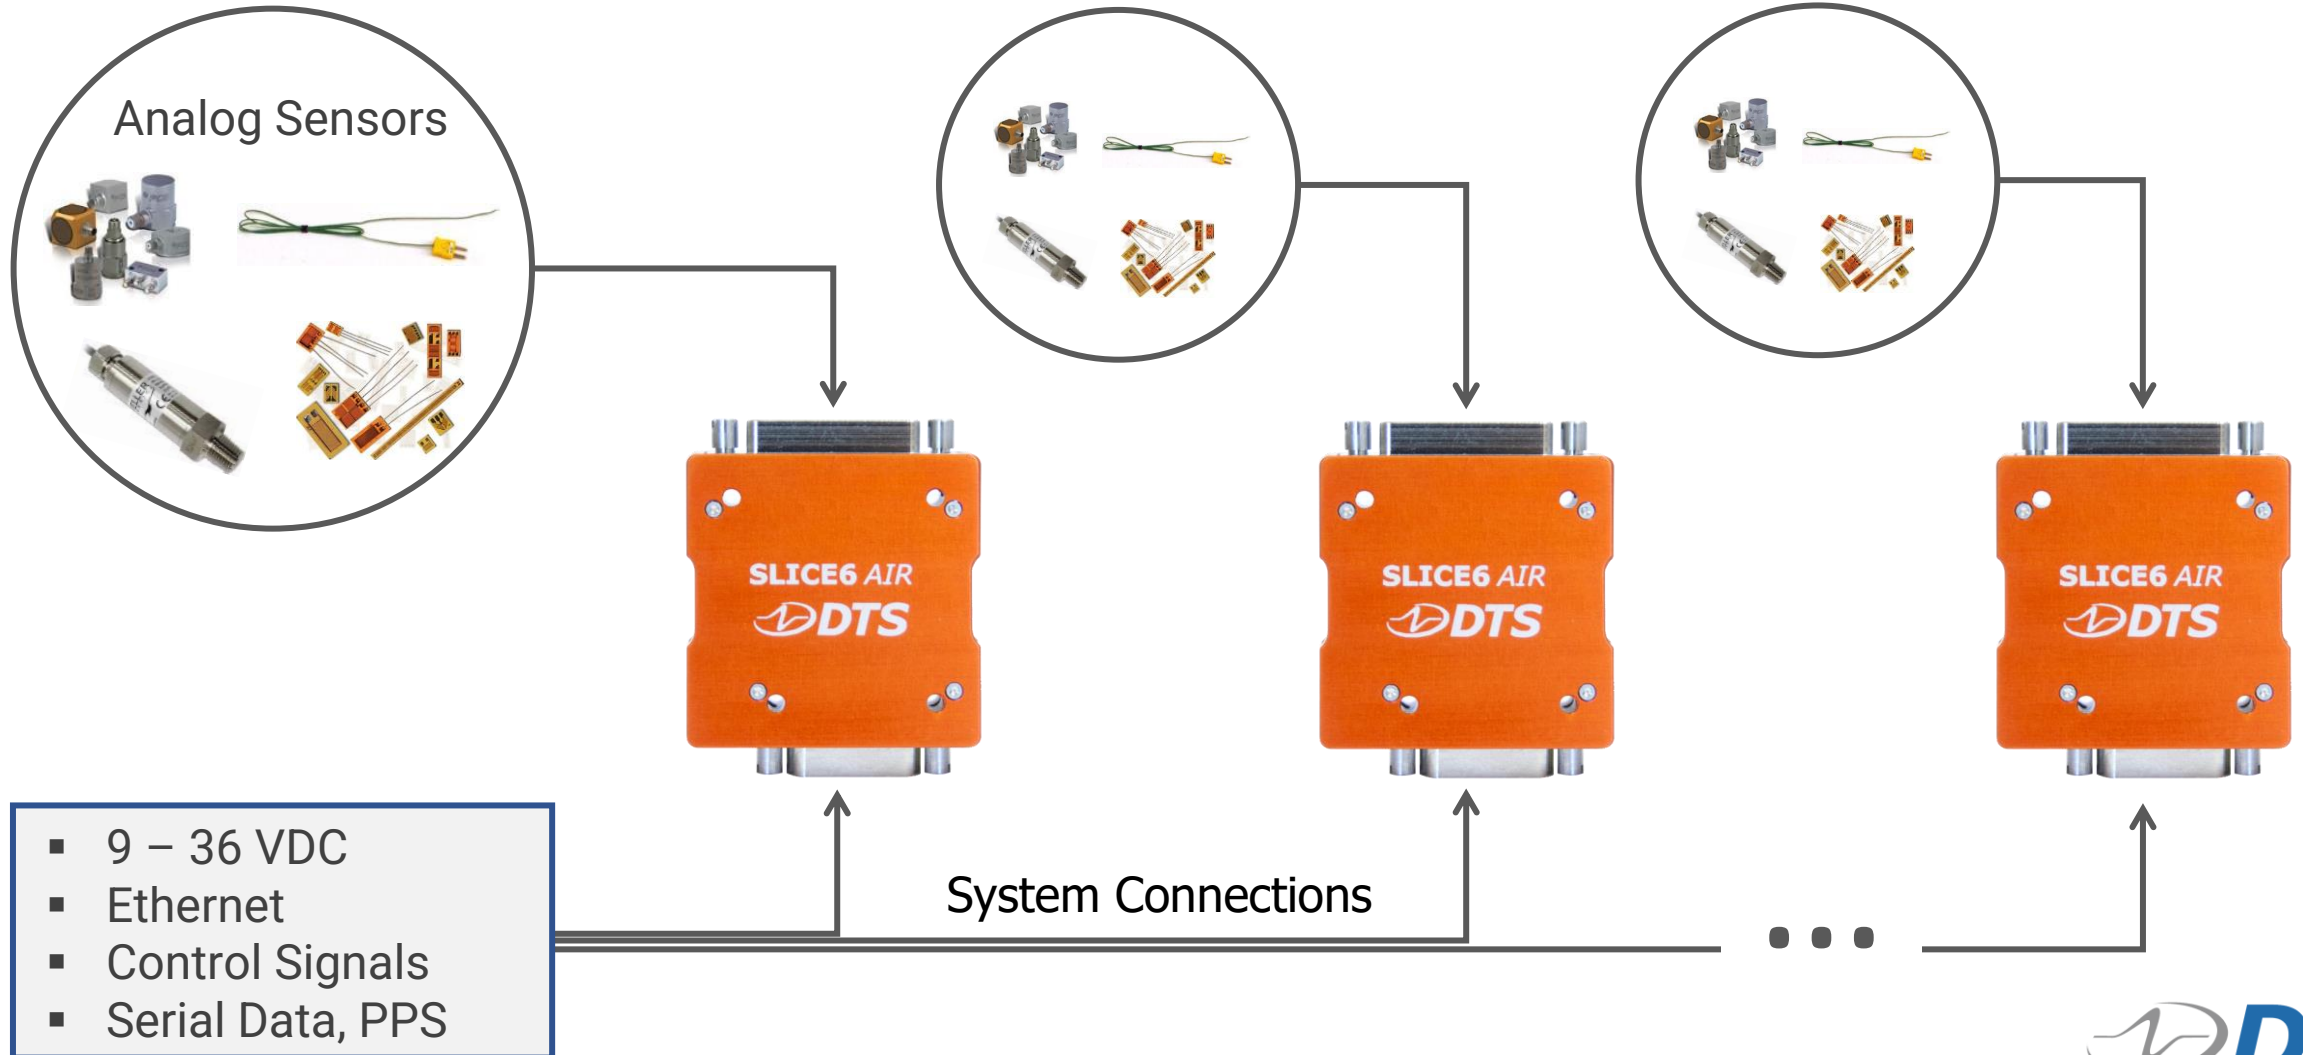 Analog Sensors
SLICE6 AIR
DTS
SLICE6 AIR
DTS
SLICE6 AIR
DTS
▪ 9 – 36 VDC
▪ Ethernet
▪ Control Signals
▪ Serial Data, PPS
System Connections
...
D